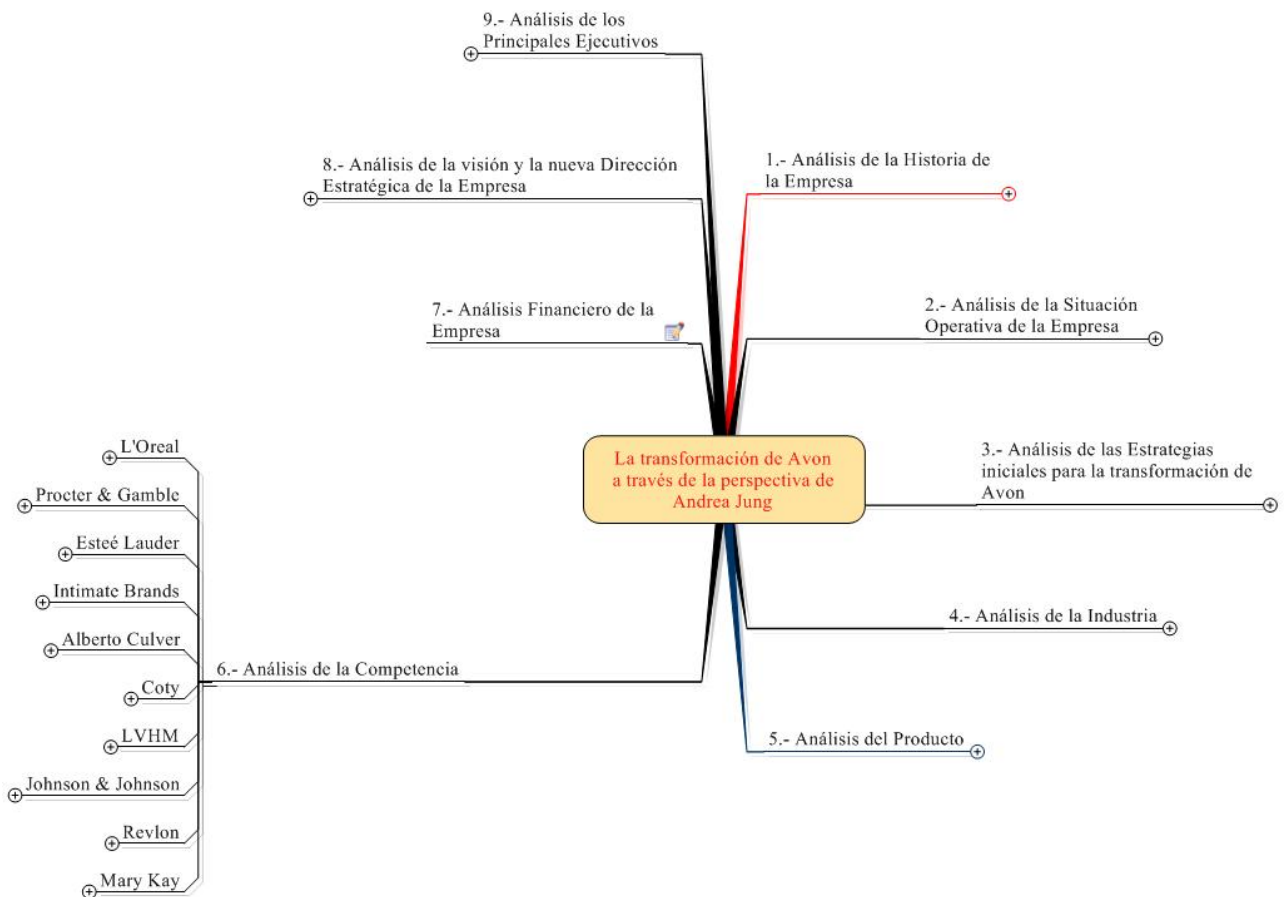 9.- Análisis de los
Principales Ejecutivos
8.- Análisis de la visión y la nueva Dirección
Estratégica de la Empresa
7.- Análisis Financiero de la
Empresa
1.- Análisis de la Historia de
la Empresa
2.- Análisis de la Situación
Operativa de la Empresa
La transformación de Avon
a través de la perspectiva de
Andrea Jung
3.- Análisis de las Estrategias
iniciales para la transformación de
Avon
4.- Análisis de la Industria
5.- Análisis del Producto
6.- Análisis de la Competencia
L'Oreal
Procter & Gamble
Esteé Lauder
Intimate Brands
Alberto Culver
Coty
LVHM
Johnson & Johnson
Revlon
Mary Kay